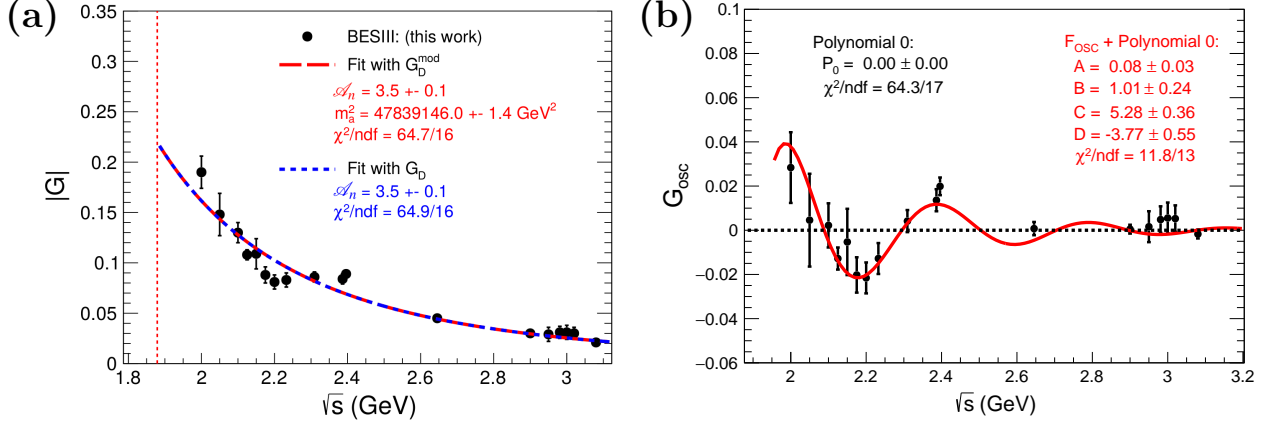 (a)
0.35
0.3
0.25
0.2
0.15
0.1
0.05
0
|G|
BESIII: (this work)
Fit with G_D^mod
𝒜n = 3.5 +- 0.1
m_a^2 = 47839146.0 +- 1.4 GeV^2
χ^2/ndf = 64.7/16
Fit with G_D
𝒜n = 3.5 +- 0.1
χ^2/ndf = 64.9/16
1.8 2 2.2 2.4 2.6 2.8 3
√s (GeV)
(b)
0.1
0.08
0.06
0.04
0.02
0
−0.02
−0.04
−0.06
G_osc
Polynomial 0:
P_0 = 0.00 ± 0.00
χ^2/ndf = 64.3/17
F_OSC + Polynomial 0:
A = 0.08 ± 0.03
B = 1.01 ± 0.24
C = 5.28 ± 0.36
D = -3.77 ± 0.55
χ^2/ndf = 11.8/13
2 2.2 2.4 2.6 2.8 3.0 3.2
√s (GeV)